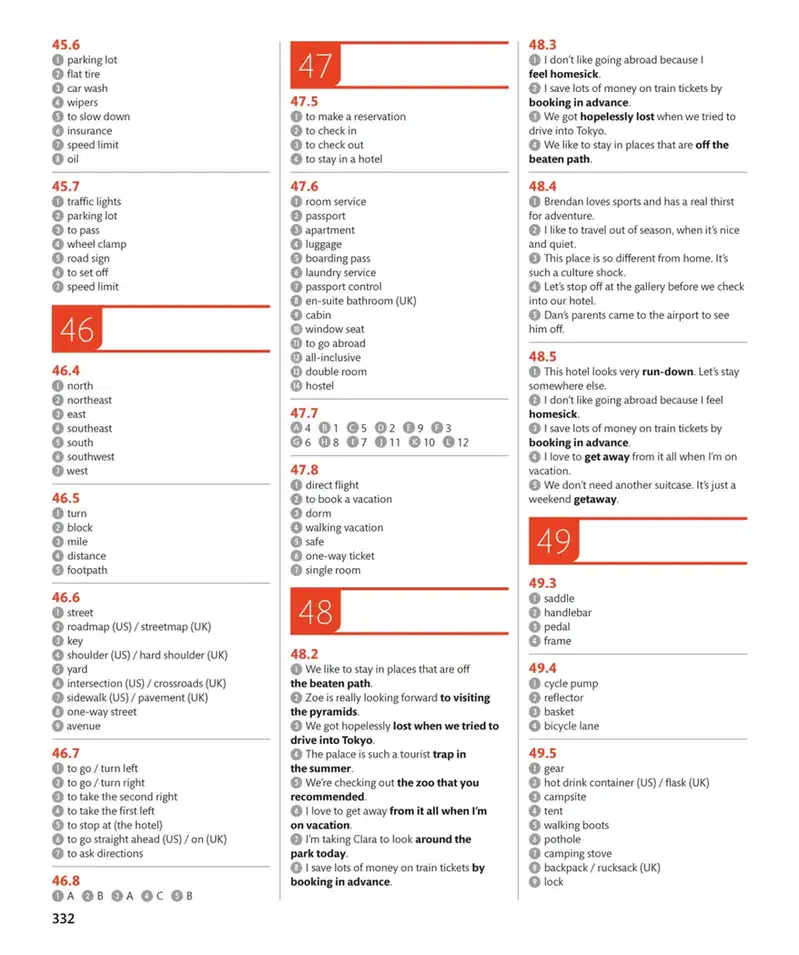 45.6
1 parking lot
2 flat tire
3 car wash
4 wipers
5 to slow down
6 insurance
7 speed limit
8 oil
45.7
1 traffic lights
2 parking lot
3 to pass
4 wheel clamp
5 road sign
6 to set off
7 speed limit
46
46.4
1 north
2 northeast
3 east
4 southeast
5 south
6 southwest
7 west
46.5
1 turn
2 block
3 mile
4 distance
5 footpath
46.6
1 street
2 roadmap (US) / streetmap (UK)
3 key
4 shoulder (US) / hard shoulder (UK)
5 yard
6 intersection (US) / crossroads (UK)
7 sidewalk (US) / pavement (UK)
8 one-way street
9 avenue
46.7
1 to go / turn left
2 to go / turn right
3 to take the second right
4 to take the first left
5 to stop at (the hotel)
6 to go straight ahead (US) / on (UK)
7 to ask directions
46.8
1 A 2 B 3 A 4 C 5 B
47
47.5
1 to make a reservation
2 to check in
3 to check out
4 to stay in a hotel
47.6
1 room service
2 passport
3 apartment
4 luggage
5 boarding pass
6 laundry service
7 passport control
8 en-suite bathroom (UK)
9 cabin
10 window seat
11 to go abroad
12 all-inclusive
13 double room
14 hostel
47.7
A 4 B 1 C 5 D 2 E 9 F 3
G 6 H 8 I 7 J 11 K 10 L 12
47.8
1 direct flight
2 to book a vacation
3 dorm
4 walking vacation
5 safe
6 one-way ticket
7 single room
48
48.2
1 We like to stay in places that are off
the beaten path.
2 Zoe is really looking forward to visiting
the pyramids.
3 We got hopelessly lost when we tried to
drive into Tokyo.
4 The palace is such a tourist trap in
the summer.
5 We're checking out the zoo that you
recommended.
6 I love to get away from it all when I'm
on vacation.
7 I'm taking Clara to look around the
park today.
8 I save lots of money on train tickets by
booking in advance.
48.3
1 I don't like going abroad because I
feel homesick.
2 I save lots of money on train tickets by
booking in advance.
3 We got hopelessly lost when we tried to
drive into Tokyo.
4 We like to stay in places that are off the
beaten path.
48.4
1 Brendan loves sports and has a real thirst
for adventure.
2 I like to travel out of season, when it's nice
and quiet.
3 This place is so different from home. It's
such a culture shock.
4 Let's stop off at the gallery before we check
into our hotel.
5 Dan's parents came to the airport to see
him off.
48.5
1 This hotel looks very run-down. Let's stay
somewhere else.
2 I don't like going abroad because I feel
homesick.
3 I save lots of money on train tickets by
booking in advance.
4 I love to get away from it all when I'm on
vacation.
5 We don't need another suitcase. It's just a
weekend getaway.
49
49.3
1 saddle
2 handlebar
3 pedal
4 frame
49.4
1 cycle pump
2 reflector
3 basket
4 bicycle lane
49.5
1 gear
2 hot drink container (US) / flask (UK)
3 campsite
4 tent
5 walking boots
6 pothole
7 camping stove
8 backpack / rucksack (UK)
9 lock
332